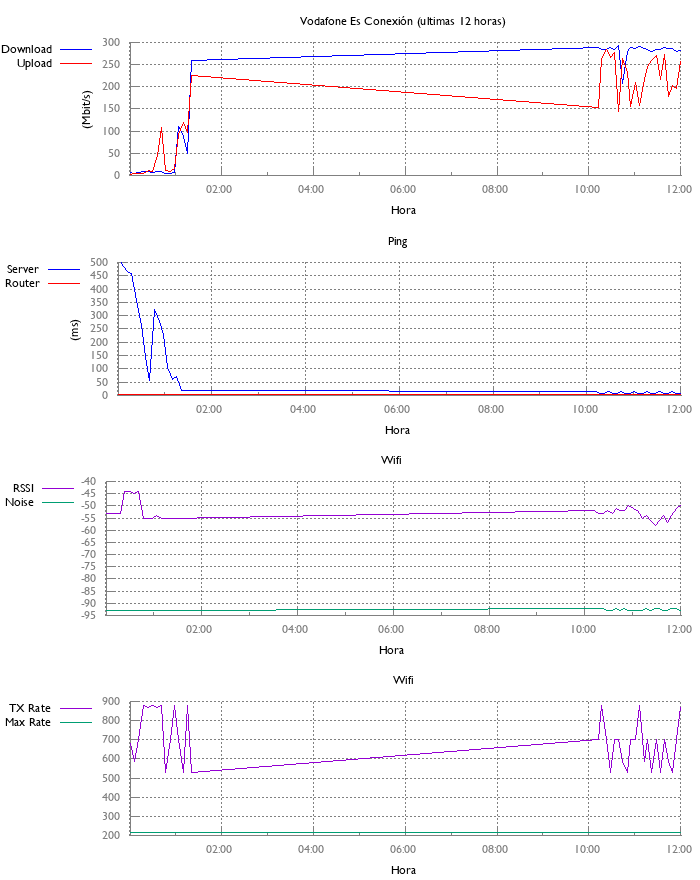 Vodafone Es Conexión (ultimas 12 horas)
Download
Upload
(Mbit/s)
300
250
200
150
100
50
0
02:00 04:00 06:00 08:00 10:00 12:00
Hora
Ping
Server
Router
(ms)
500
450
400
350
300
250
200
150
100
50
0
02:00 04:00 06:00 08:00 10:00 12:00
Hora
Wifi
RSSI
Noise
-40
-45
-50
-55
-60
-65
-70
-75
-80
-85
-90
-95
02:00 04:00 06:00 08:00 10:00 12:00
Hora
Wifi
TX Rate
Max Rate
900
800
700
600
500
400
300
200
02:00 04:00 06:00 08:00 10:00 12:00
Hora